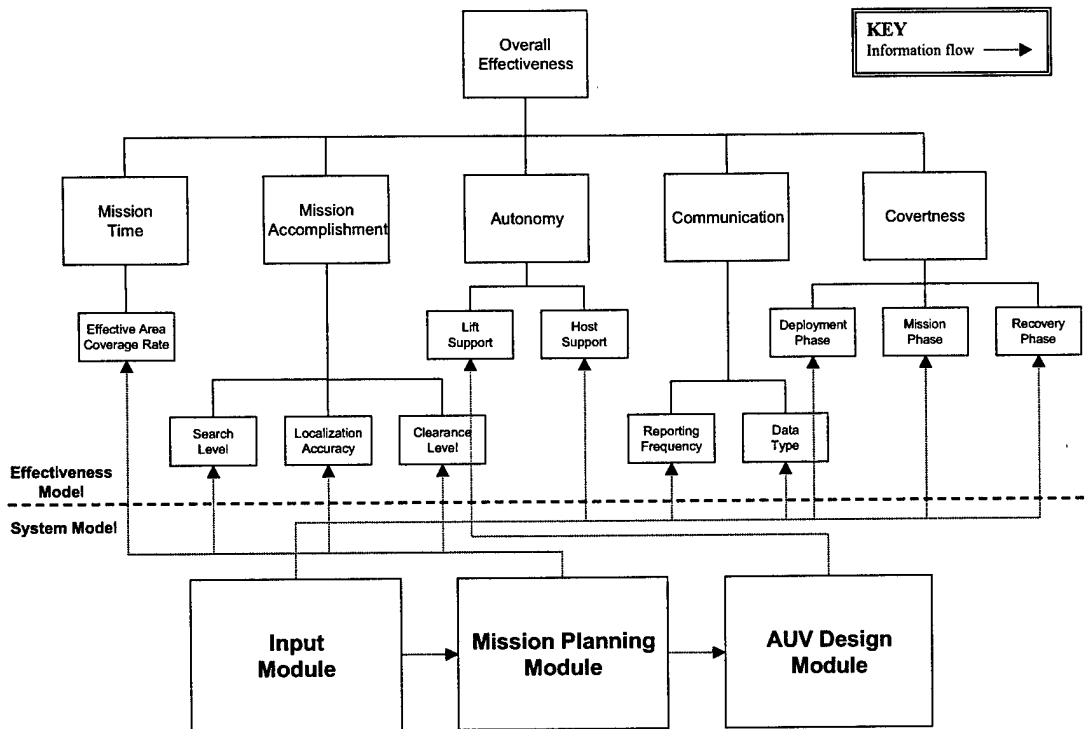 KEY
Information flow
Overall
Effectiveness
Mission
Time
Mission
Accomplishment
Autonomy
Communication
Covertness
Effective Area
Coverage Rate
Lift
Support
Host
Support
Deployment
Phase
Mission
Phase
Recovery
Phase
Search
Level
Localization
Accuracy
Clearance
Level
Reporting
Frequency
Data
Type
Effectiveness
Model
System Model
Input
Module
Mission Planning
Module
AUV Design
Module